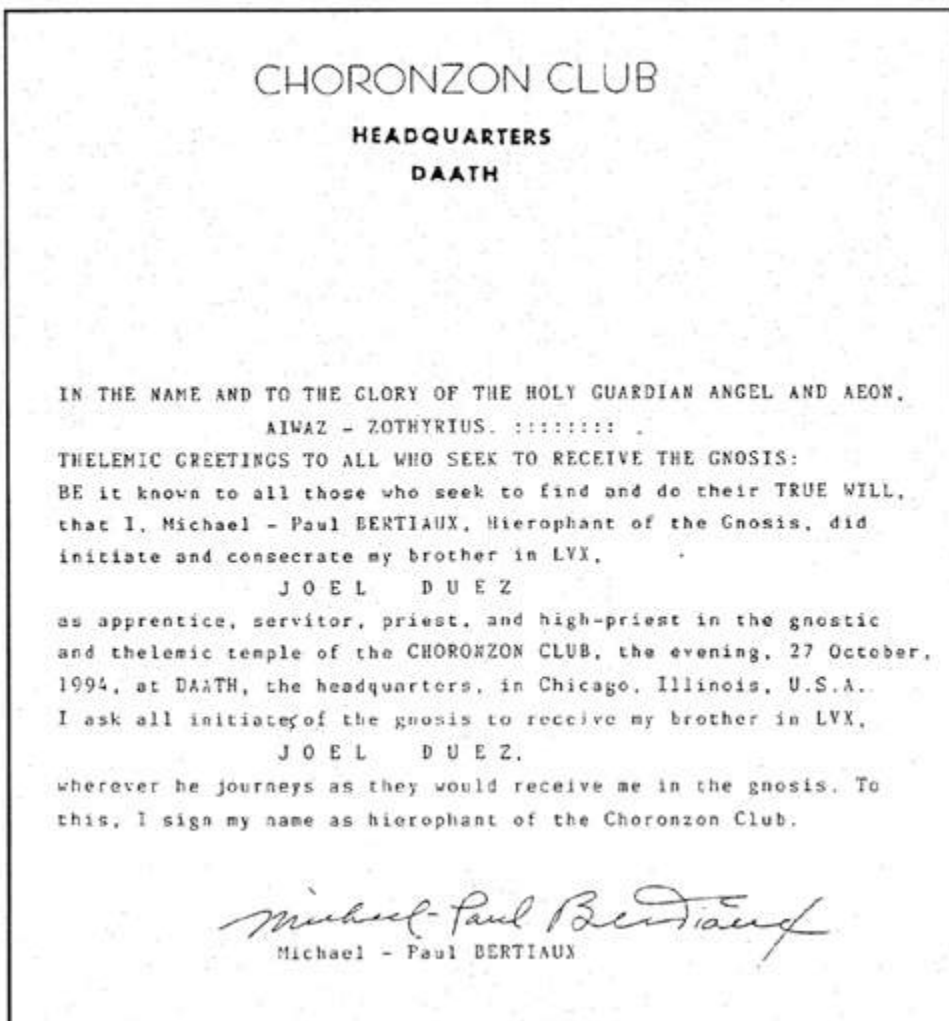 CHORONZON CLUB
HEADQUARTERS
DAATH
IN THE NAME AND TO THE GLORY OF THE HOLY GUARDIAN ANGEL AND AEON,
AIWAZ - ZOTHYRIUS. :::::::: .
THELEMIC GREETINGS TO ALL WHO SEEK TO RECEIVE THE GNOSIS:
BE it known to all those who seek to find and do their TRUE WILL,
that I, Michael - Paul BERTIAUX, Hierophant of the Gnosis, did
initiate and consecrate my brother in LVX,
J O E L D U E Z
as apprentice, servitor, priest, and high-priest in the gnostic
and thelemic temple of the CHORONZON CLUB, the evening, 27 October,
1994, at DAATH, the headquarters, in Chicago, Illinois, U.S.A..
I ask all initiates of the gnosis to receive my brother in LVX,
J O E L D U E Z,
wherever he journeys as they would receive me in the gnosis. To
this, I sign my name as hierophant of the Choronzon Club.
Michael-Paul Bertiaux
Michael - Paul BERTIAUX